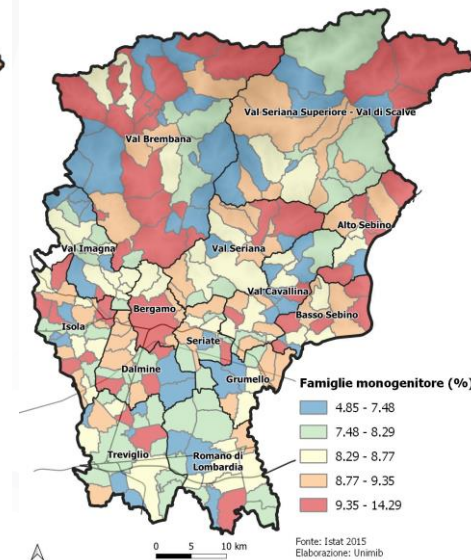 Val Seriana Superiore - Val di Scalve
Val Brembana
Alto Sebino
Val Imagna
Val Seriana
Val Cavallina
Bergamo
Basso Sebino
Isola
Seriate
Dalmine
Grumello
Famiglie monogenitore (%)
4.85 - 7.48
7.48 - 8.29
8.29 - 8.77
8.77 - 9.35
9.35 - 14.29
Treviglio
Romano di
Lombardia
0 5 10 km
Fonte: Istat 2015
Elaborazione: Unimib